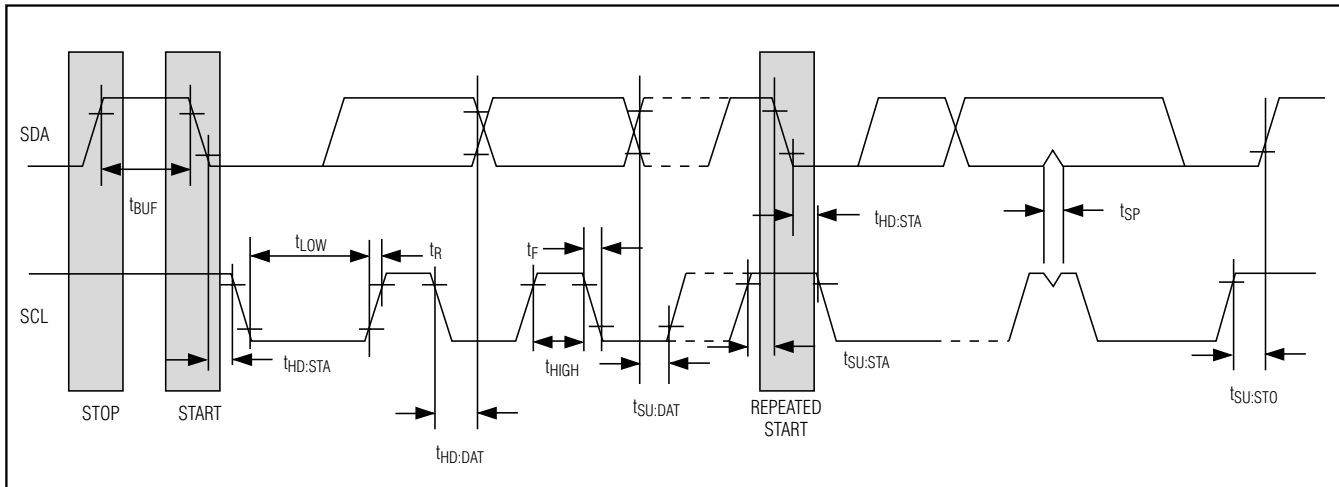 SDA
tBUF
tHD:STA
tSP
tLOW
tR
tF
SCL
tHD:STA
tHIGH
tSU:STA
tSU:DAT
tSU:STO
STOP
START
REPEATED
START
tHD:DAT